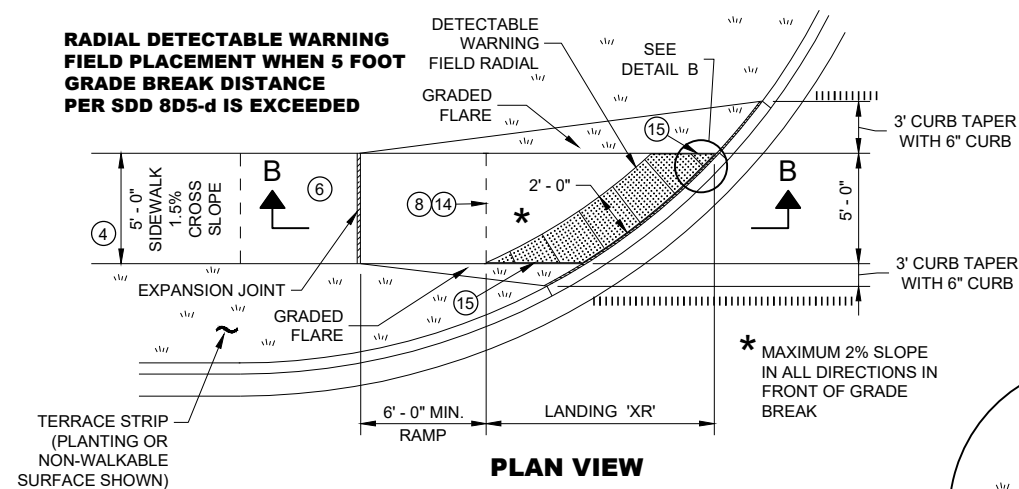 RADIAL DETECTABLE WARNING
FIELD PLACEMENT WHEN 5 FOOT
GRADE BREAK DISTANCE
PER SDD 8D5-d IS EXCEEDED
DETECTABLE
WARNING
FIELD RADIAL
SEE
DETAIL B
GRADED
FLARE
15
3' CURB TAPER
WITH 6" CURB
4
5' - 0"
SIDEWALK
1.5%
CROSS
SLOPE
B
6
8 14
*
2' - 0"
B
5' - 0"
EXPANSION JOINT
GRADED
FLARE
15
3' CURB TAPER
WITH 6" CURB
* MAXIMUM 2% SLOPE
IN ALL DIRECTIONS IN
FRONT OF GRADE
BREAK
TERRACE STRIP
(PLANTING OR
NON-WALKABLE
SURFACE SHOWN)
6' - 0" MIN.
RAMP
LANDING 'XR'
PLAN VIEW